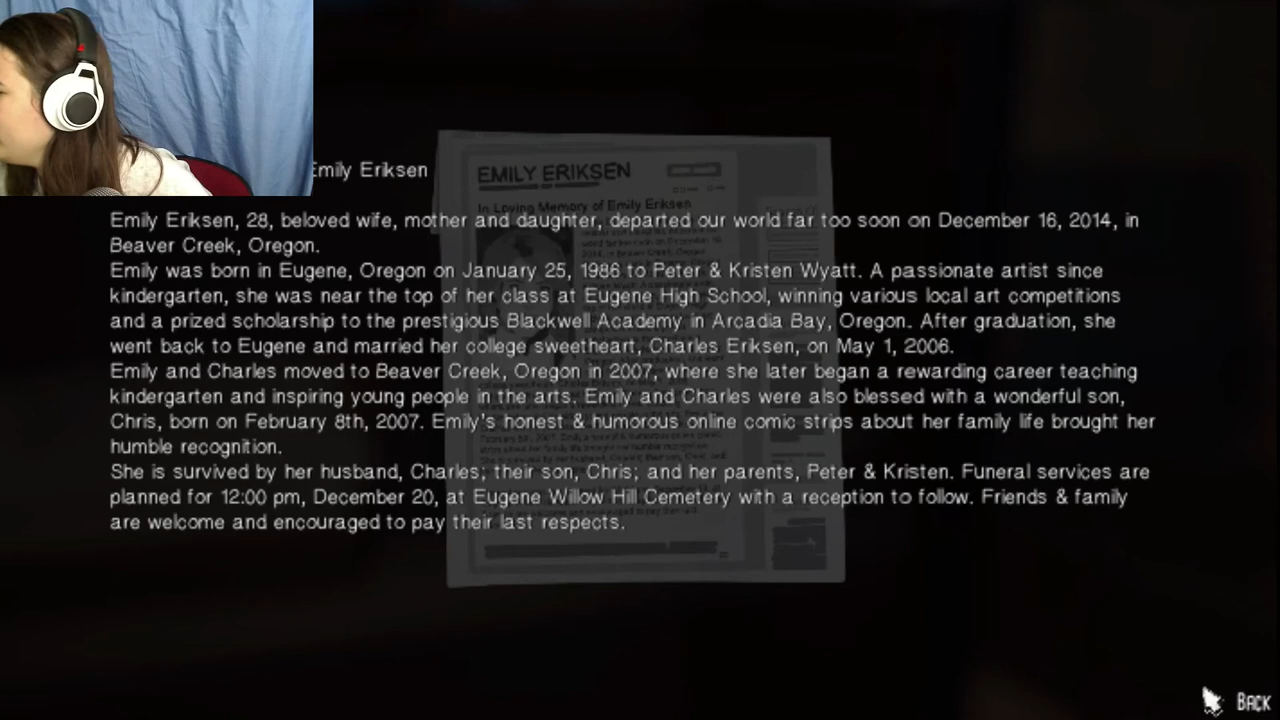 Emily Eriksen
EMILY ERIKSEN
In Loving Memory of Emily Eriksen
Emily Eriksen, 28, beloved wife, mother and daughter, departed our world far too soon on December 16, 2014, in
Beaver Creek, Oregon.
Emily was born in Eugene, Oregon on January 25, 1986 to Peter & Kristen Wyatt. A passionate artist since
kindergarten, she was near the top of her class at Eugene High School, winning various local art competitions
and a prized scholarship to the prestigious Blackwell Academy in Arcadia Bay, Oregon. After graduation, she
went back to Eugene and married her college sweetheart, Charles Eriksen, on May 1, 2006.
Emily and Charles moved to Beaver Creek, Oregon in 2007, where she later began a rewarding career teaching
kindergarten and inspiring young people in the arts. Emily and Charles were also blessed with a wonderful son,
Chris, born on February 8th, 2007. Emily's honest & humorous online comic strips about her family life brought her
humble recognition.
She is survived by her husband, Charles; their son, Chris; and her parents, Peter & Kristen. Funeral services are
planned for 12:00 pm, December 20, at Eugene Willow Hill Cemetery with a reception to follow. Friends & family
are welcome and encouraged to pay their last respects.
BACK